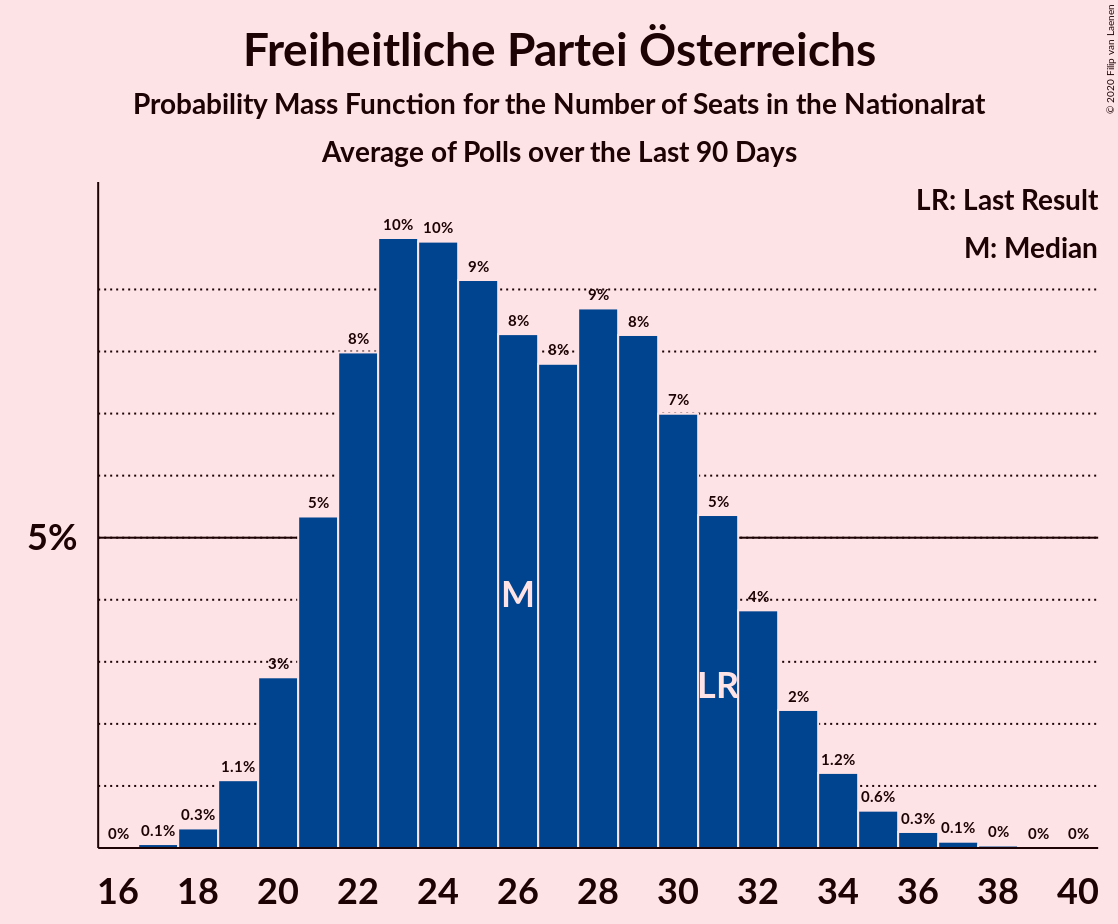 Freiheitliche Partei Österreichs
Probability Mass Function for the Number of Seats in the Nationalrat
Average of Polls over the Last 90 Days
© 2020 Filip van Laenen
LR: Last Result
M: Median
5%
0%
0.1%
0.3%
1.1%
3%
5%
8%
10%
10%
9%
8%
8%
9%
8%
7%
5%
4%
2%
1.2%
0.6%
0.3%
0.1%
0%
0%
0%
M
LR
16 18 20 22 24 26 28 30 32 34 36 38 40